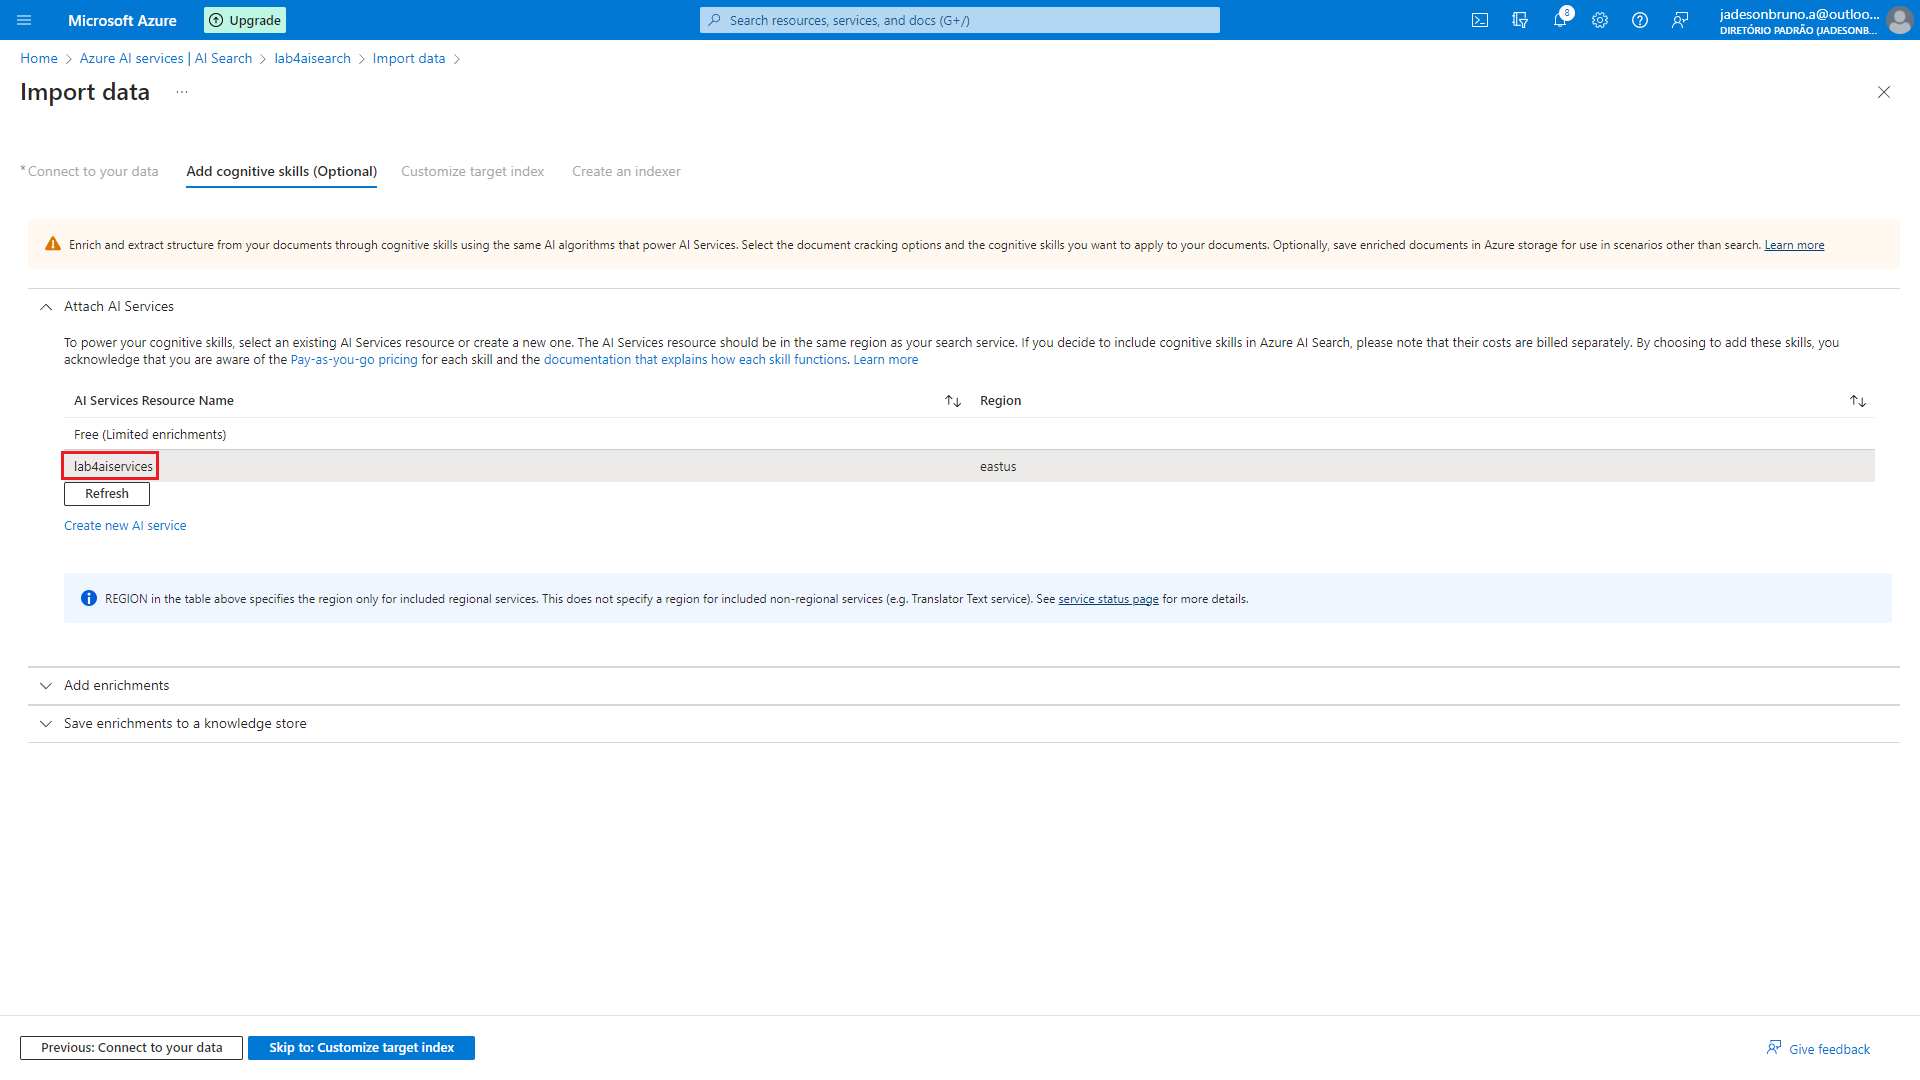 Microsoft Azure
Upgrade
Search resources, services, and docs (G+/)
8
jadesonbruno.a@outloo...
DIRETÓRIO PADRÃO (JADESONB...
Home > Azure AI services | AI Search > lab4aisearch > Import data >
Import data ...
* Connect to your data Add cognitive skills (Optional) Customize target index Create an indexer
Enrich and extract structure from your documents through cognitive skills using the same AI algorithms that power AI Services. Select the document cracking options and the cognitive skills you want to apply to your documents. Optionally, save enriched documents in Azure storage for use in scenarios other than search. Learn more
Attach AI Services
To power your cognitive skills, select an existing AI Services resource or create a new one. The AI Services resource should be in the same region as your search service. If you decide to include cognitive skills in Azure AI Search, please note that their costs are billed separately. By choosing to add these skills, you
acknowledge that you are aware of the Pay-as-you-go pricing for each skill and the documentation that explains how each skill functions. Learn more
AI Services Resource Name Region
Free (Limited enrichments)
lab4aiservices eastus
Refresh
Create new AI service
REGION in the table above specifies the region only for included regional services. This does not specify a region for included non-regional services (e.g. Translator Text service). See service status page for more details.
Add enrichments
Save enrichments to a knowledge store
Previous: Connect to your data Skip to: Customize target index Give feedback